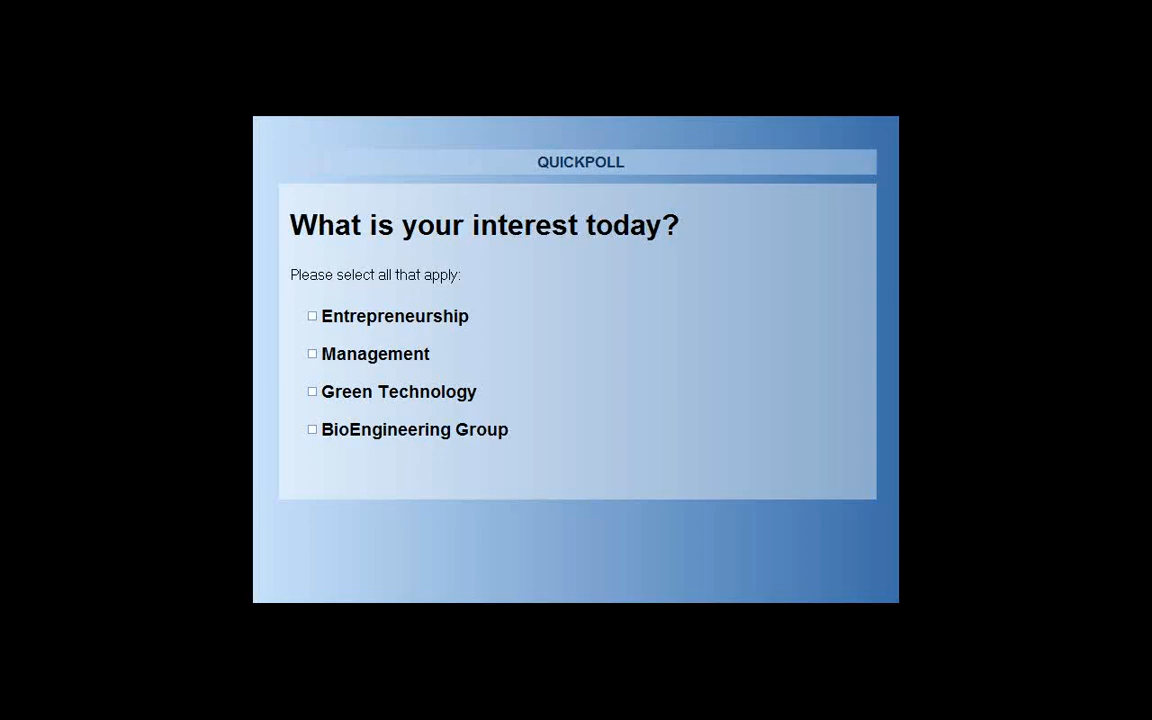 QUICKPOLL
What is your interest today?
Please select all that apply:
Entrepreneurship
Management
Green Technology
BioEngineering Group